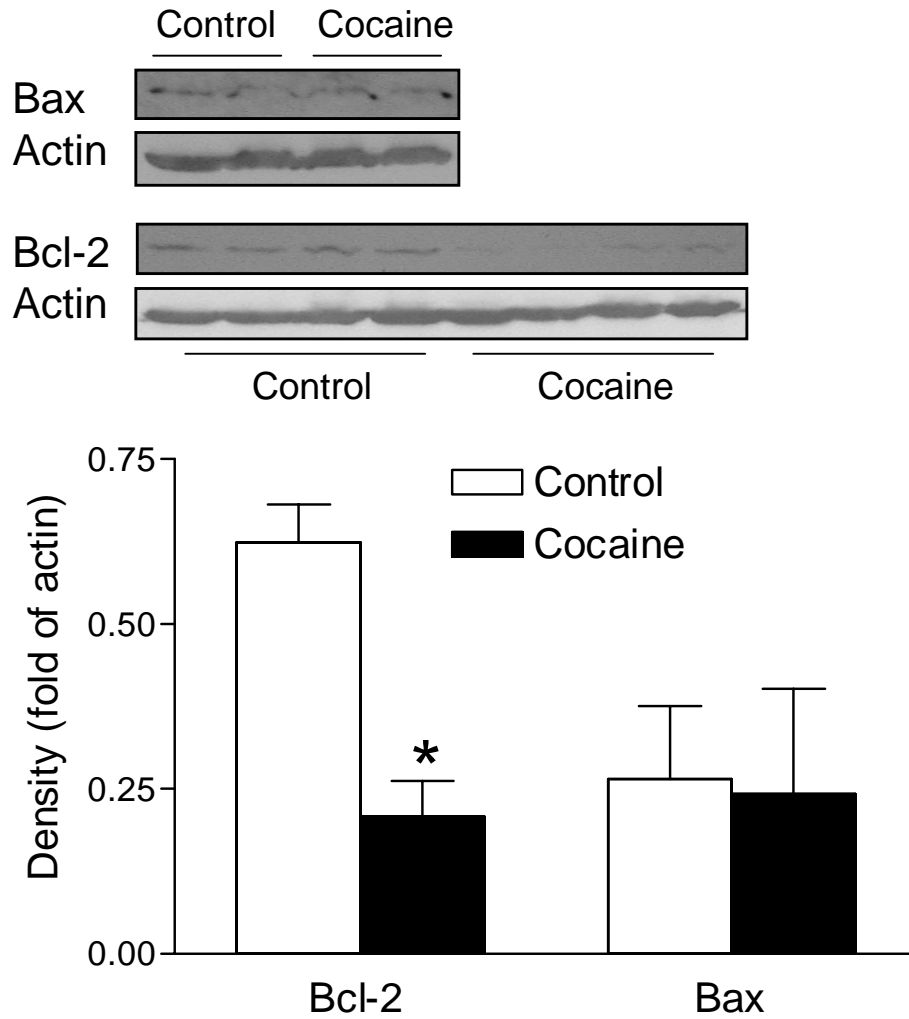 Control Cocaine
Bax
Actin
Bcl-2
Actin
Control Cocaine
Density (fold of actin)
0.75
0.50
0.25
0.00
Control
Cocaine
*
Bcl-2 Bax